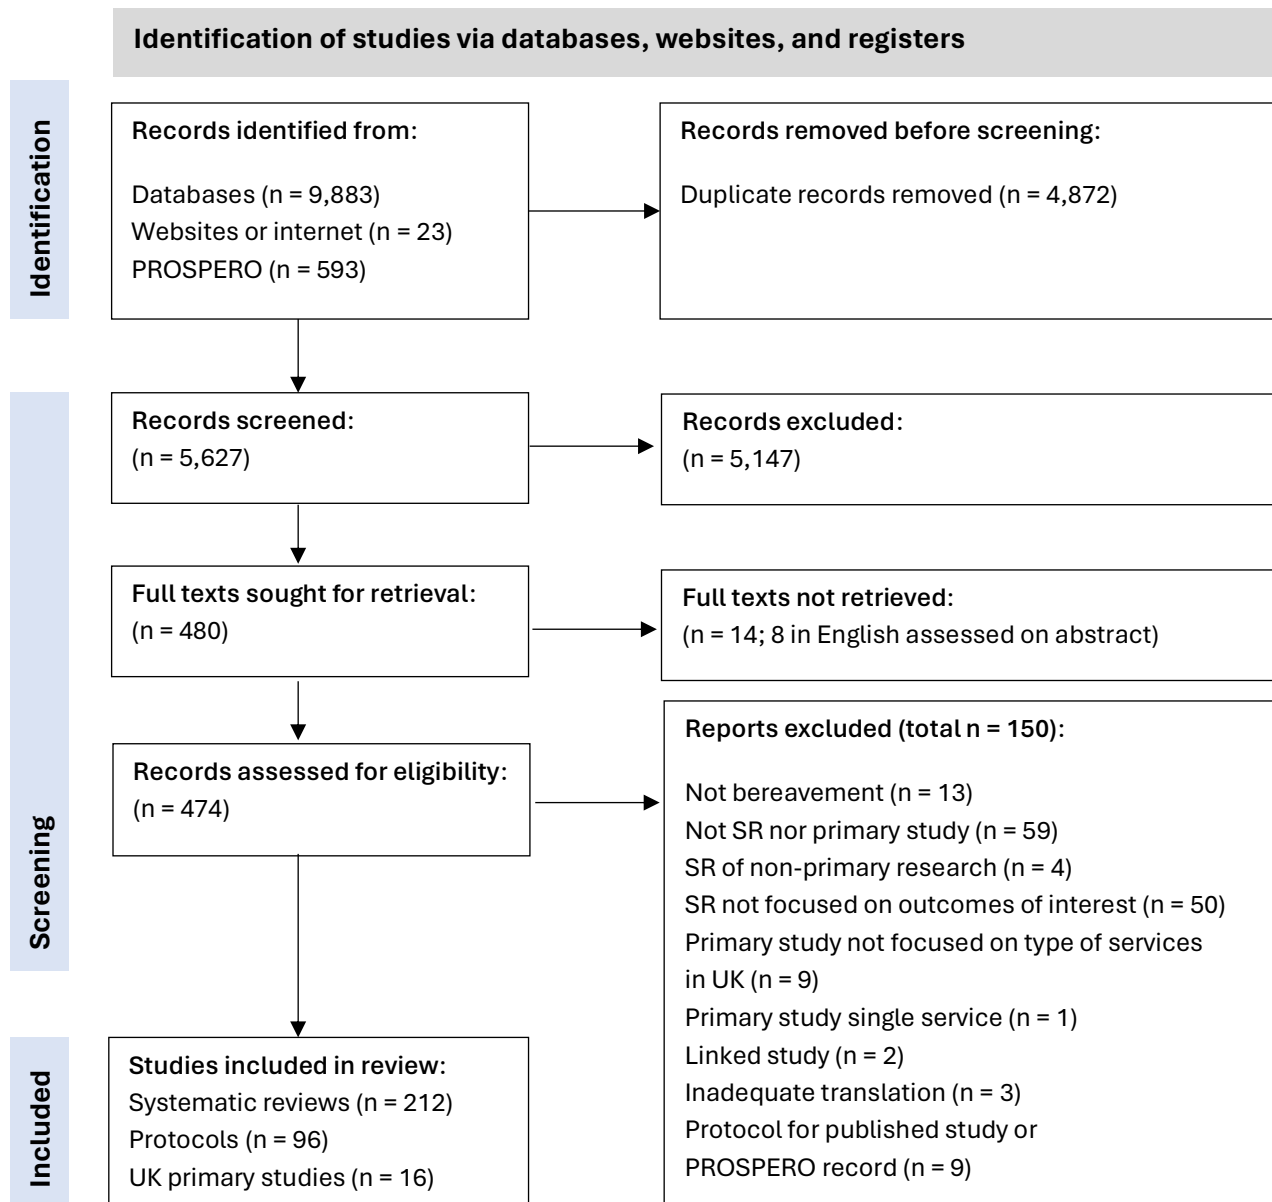 Identification of studies via databases, websites, and registers
Identification
Records identified from:
Databases (n = 9,883)
Websites or internet (n = 23)
PROSPERO (n = 593)
Records removed before screening:
Duplicate records removed (n = 4,872)
Screening
Records screened:
(n = 5,627)
Records excluded:
(n = 5,147)
Full texts sought for retrieval:
(n = 480)
Full texts not retrieved:
(n = 14; 8 in English assessed on abstract)
Records assessed for eligibility:
(n = 474)
Reports excluded (total n = 150):
Not bereavement (n = 13)
Not SR nor primary study (n = 59)
SR of non-primary research (n = 4)
SR not focused on outcomes of interest (n = 50)
Primary study not focused on type of services
in UK (n = 9)
Primary study single service (n = 1)
Linked study (n = 2)
Inadequate translation (n = 3)
Protocol for published study or
PROSPERO record (n = 9)
Included
Studies included in review:
Systematic reviews (n = 212)
Protocols (n = 96)
UK primary studies (n = 16)